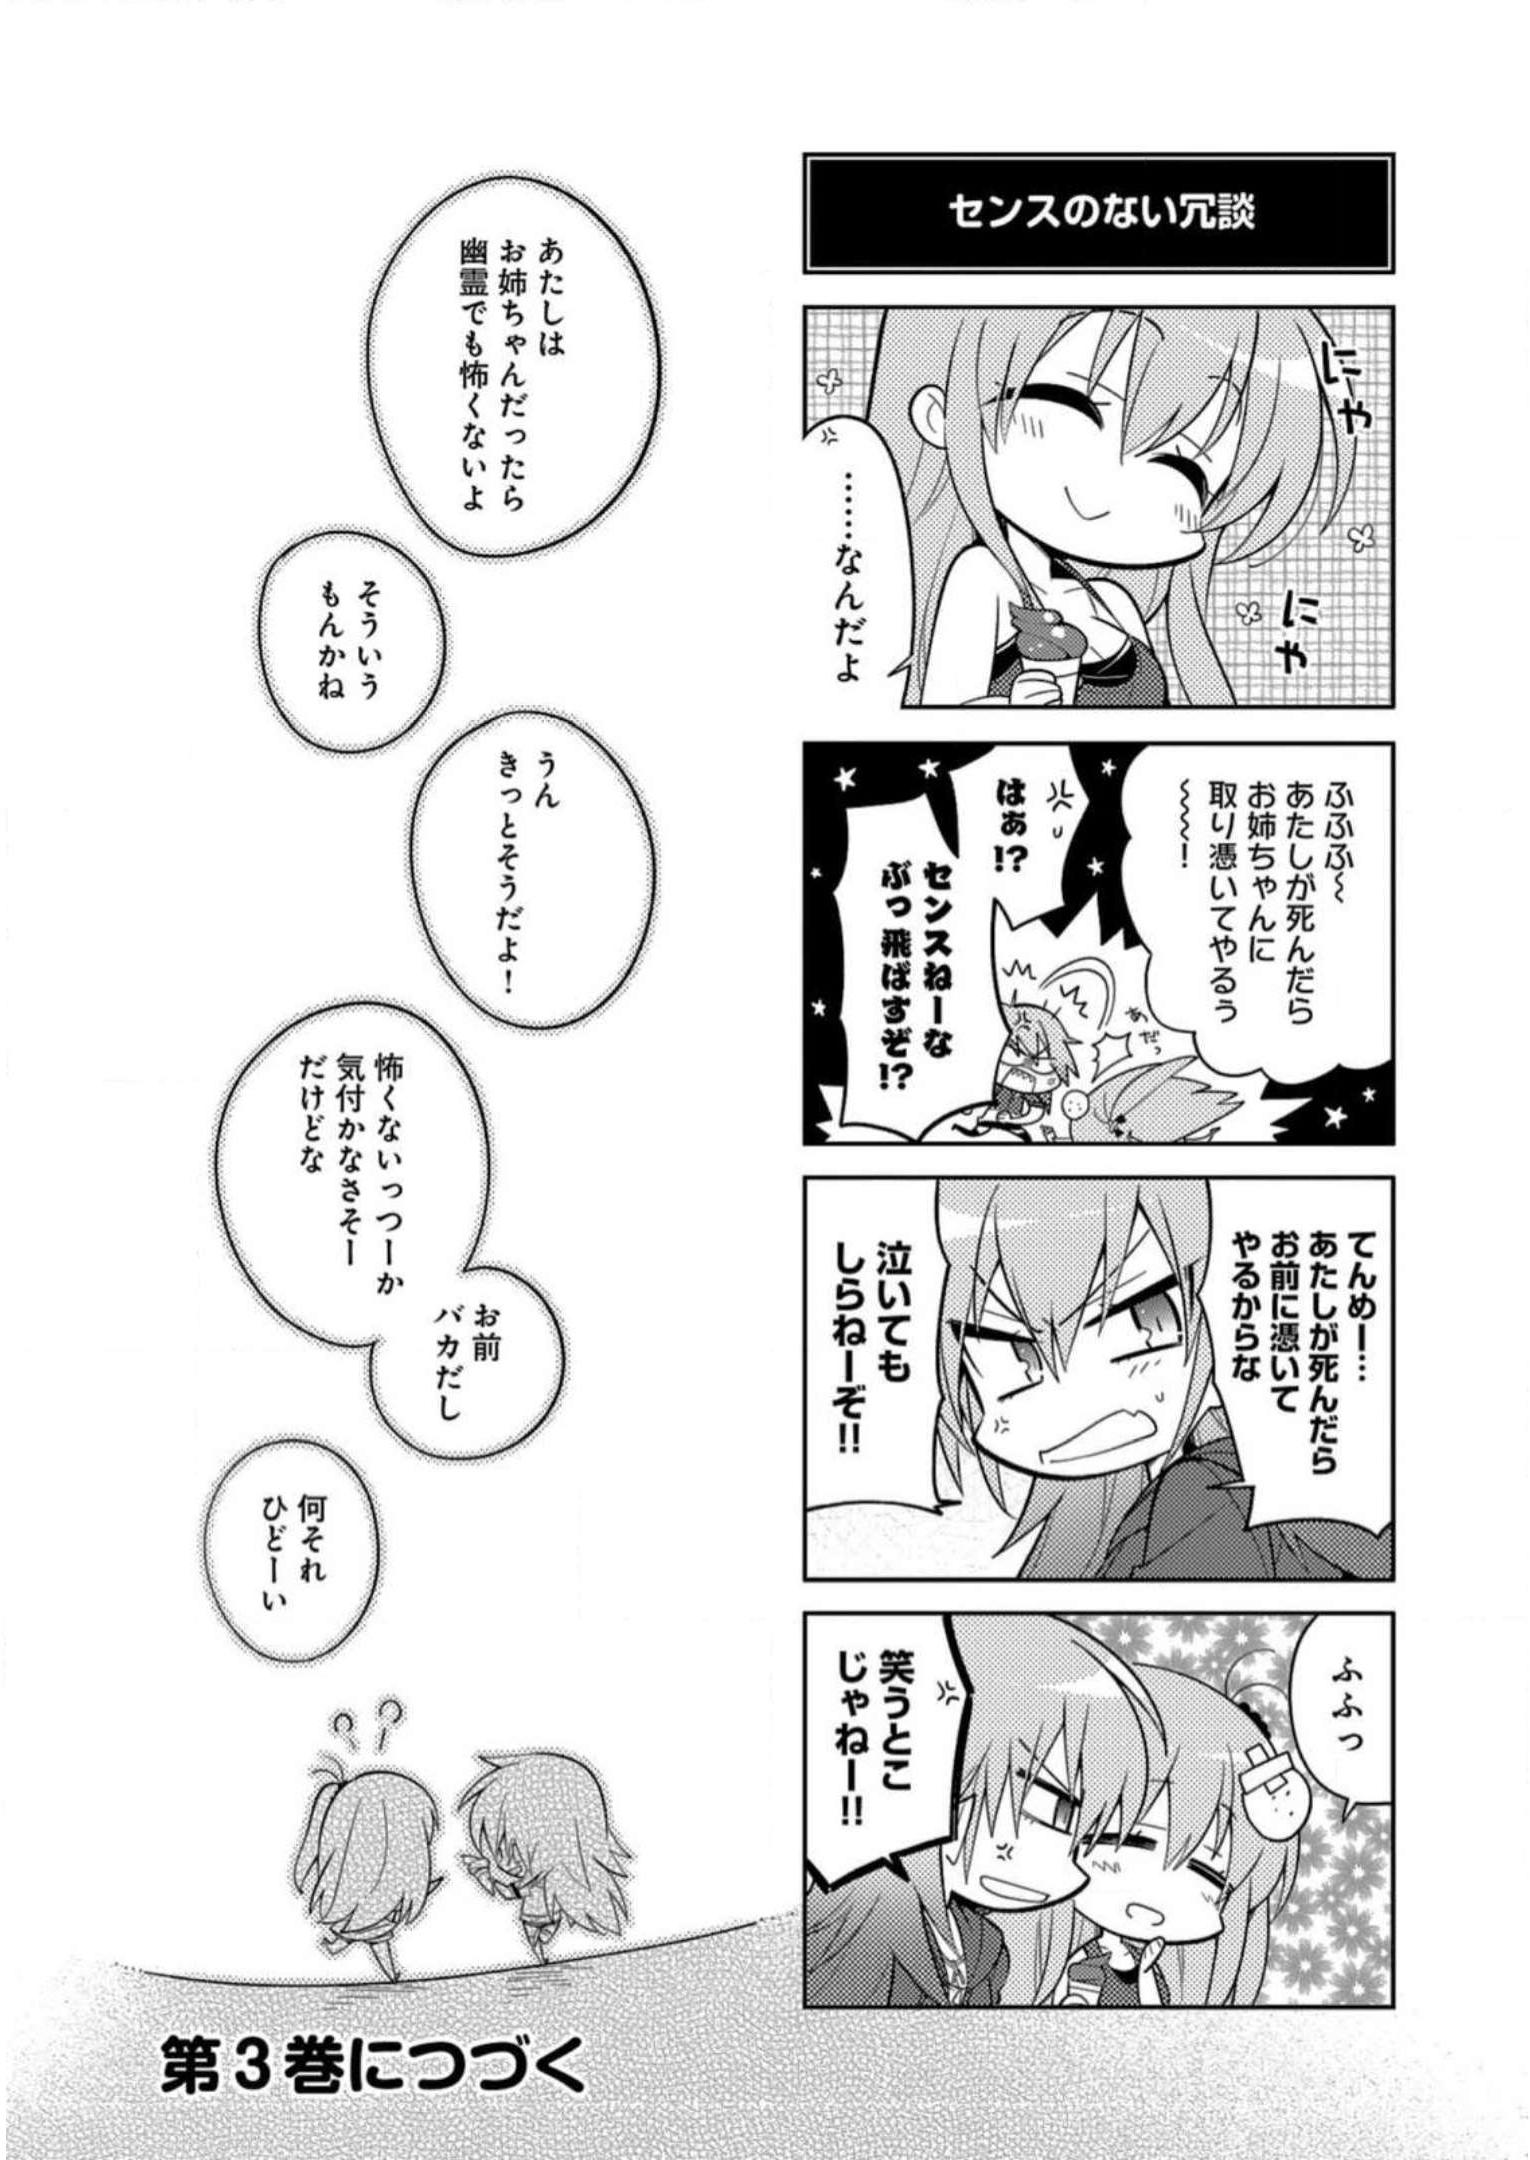 センスのない冗談
にゃ
にゃ
……なんだよ
ふふふ〜
あたしが死んだら
お姉ちゃんに
取り憑いてやるぅ
〜〜〜！
あだっ
はぁ!?
センスねーな
ぶっ飛ばすぞ!?
てんめー…
あたしが死んだら
お前に憑いて
やるからな
泣いても
しらねーぞ!!
ふふっ
笑うとこ
じゃねー!!
あたしは
お姉ちゃんだったら
幽霊でも怖くないよ
そういう
もんかね
うん
きっとそうだよ！
怖くないっつーか
気付かなさそー
だけどな
お前
バカだし
何それ
ひどーい
第3巻につづく